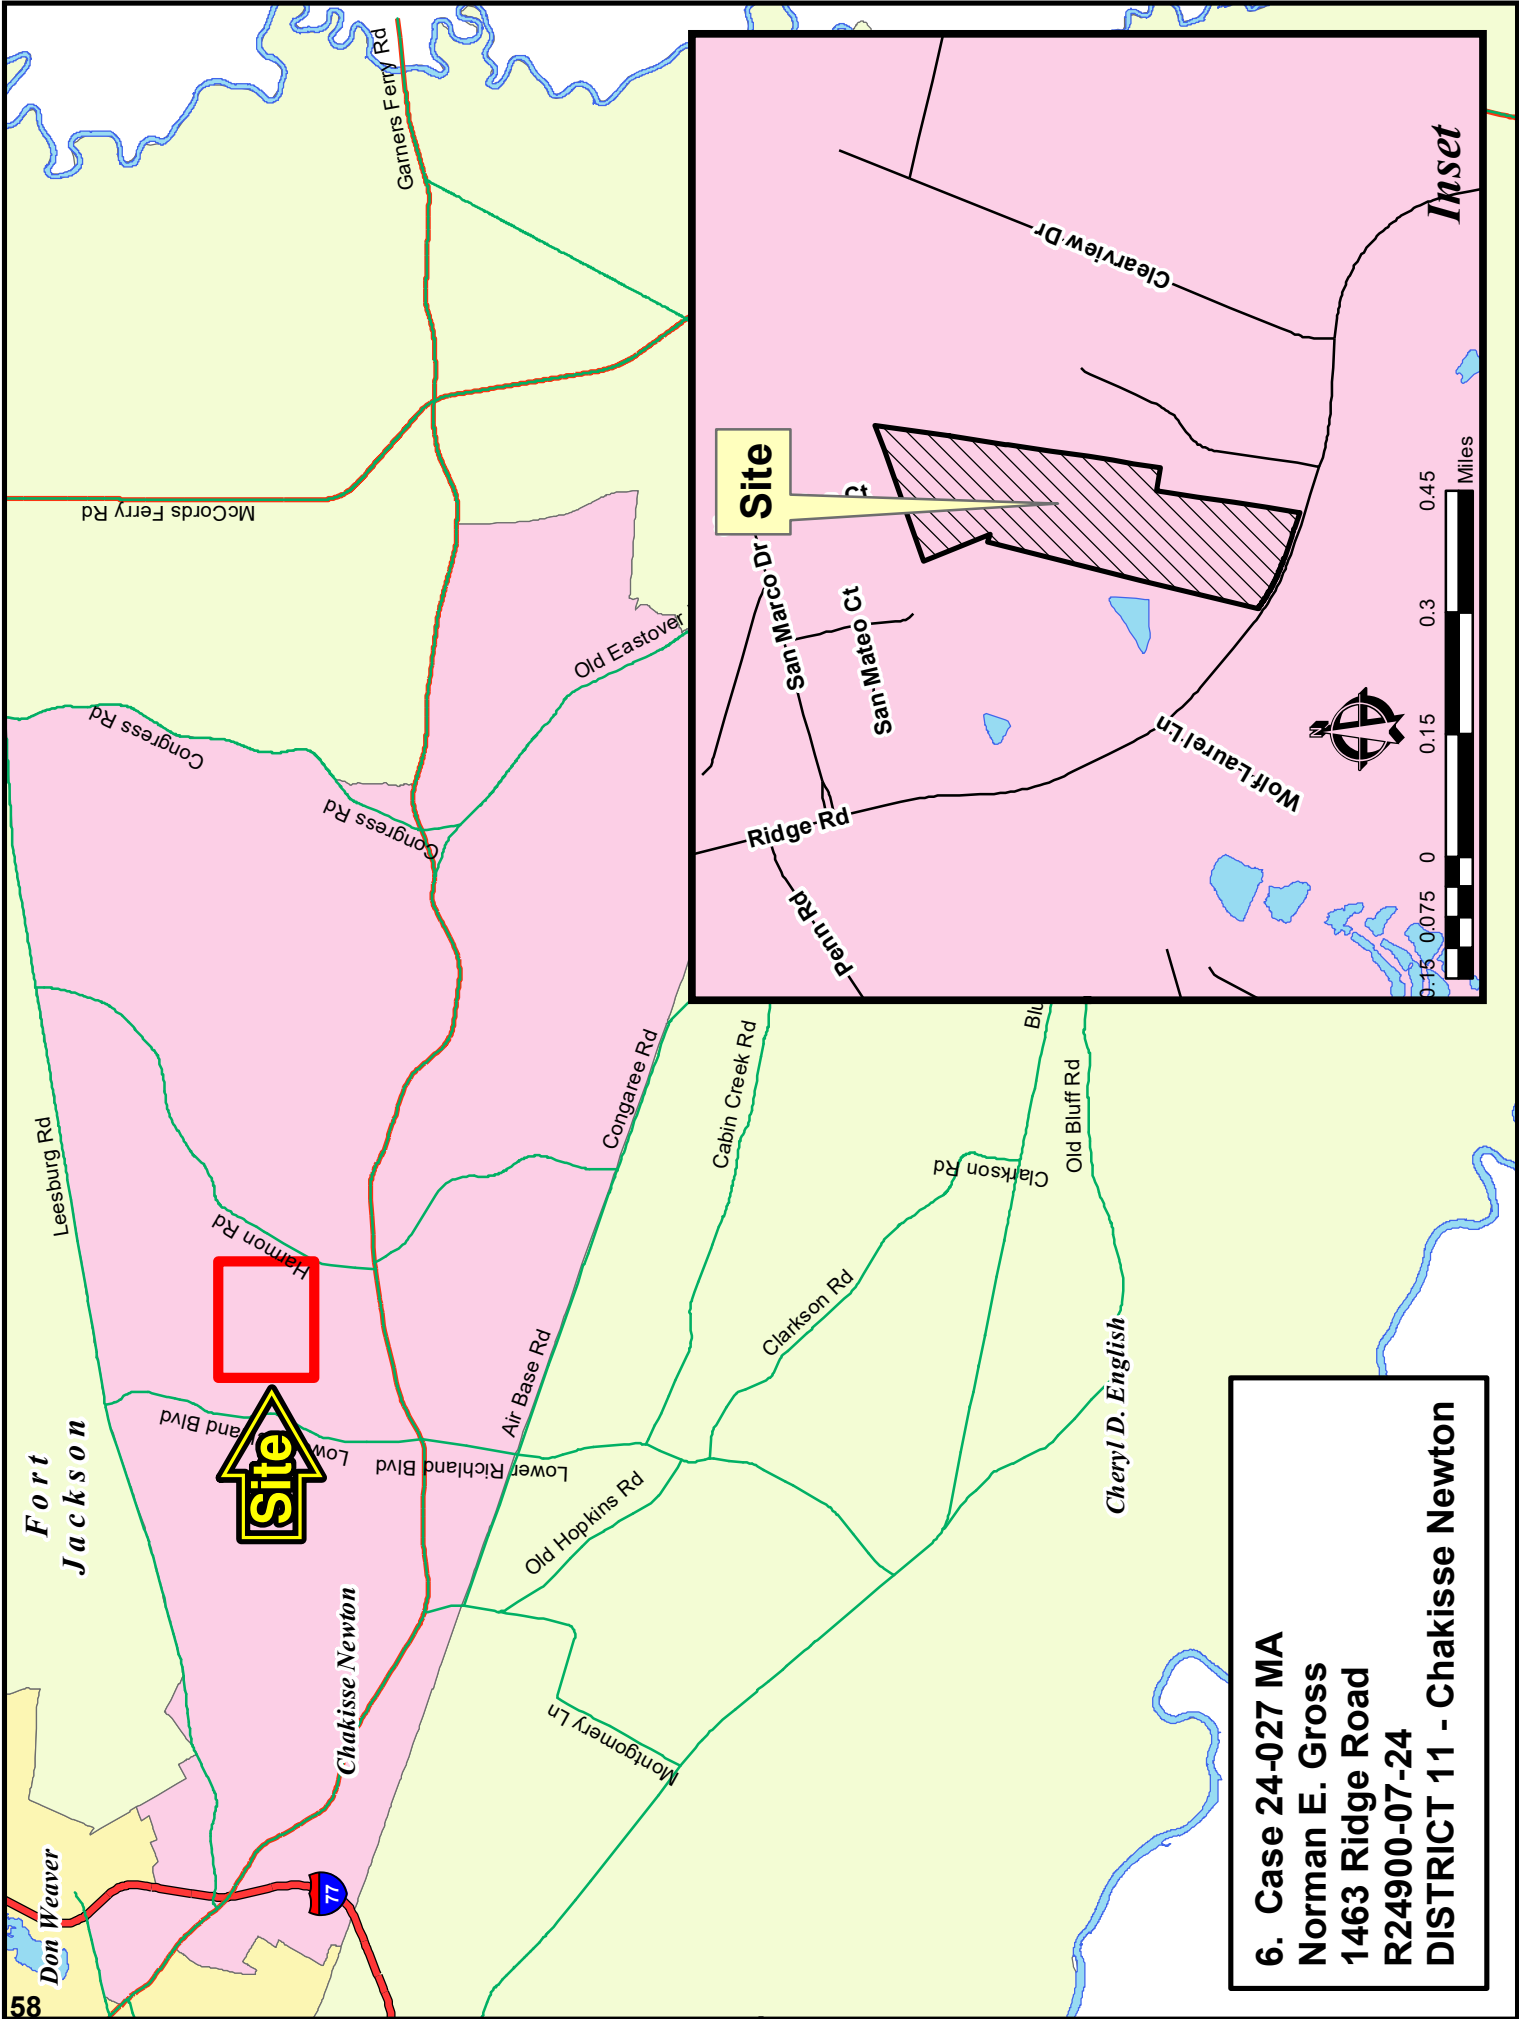 58
Don Weaver
Fort
Jackson
77
Chakisse Newton
Site
Leesburg Rd
Lower Richland Blvd
Harmon Rd
Congress Rd
Congress Rd
McCords Ferry Rd
Garners Ferry Rd
Old Eastover
Air Base Rd
Congaree Rd
Lower Richland Blvd
Old Hopkins Rd
Montgomery Ln
Cabin Creek Rd
Clarkson Rd
Clarkson Rd
Old Bluff Rd
Cheryl D. English
Site
Ct
San Marco Dr
San Mateo Ct
Ridge Rd
Penn Rd
Wolf Laurel Ln
Clearview Dr
N
Inset
0.15 0.075 0 0.15 0.3 0.45
Miles
6. Case 24-027 MA
Norman E. Gross
1463 Ridge Road
R24900-07-24
DISTRICT 11 - Chakisse Newton